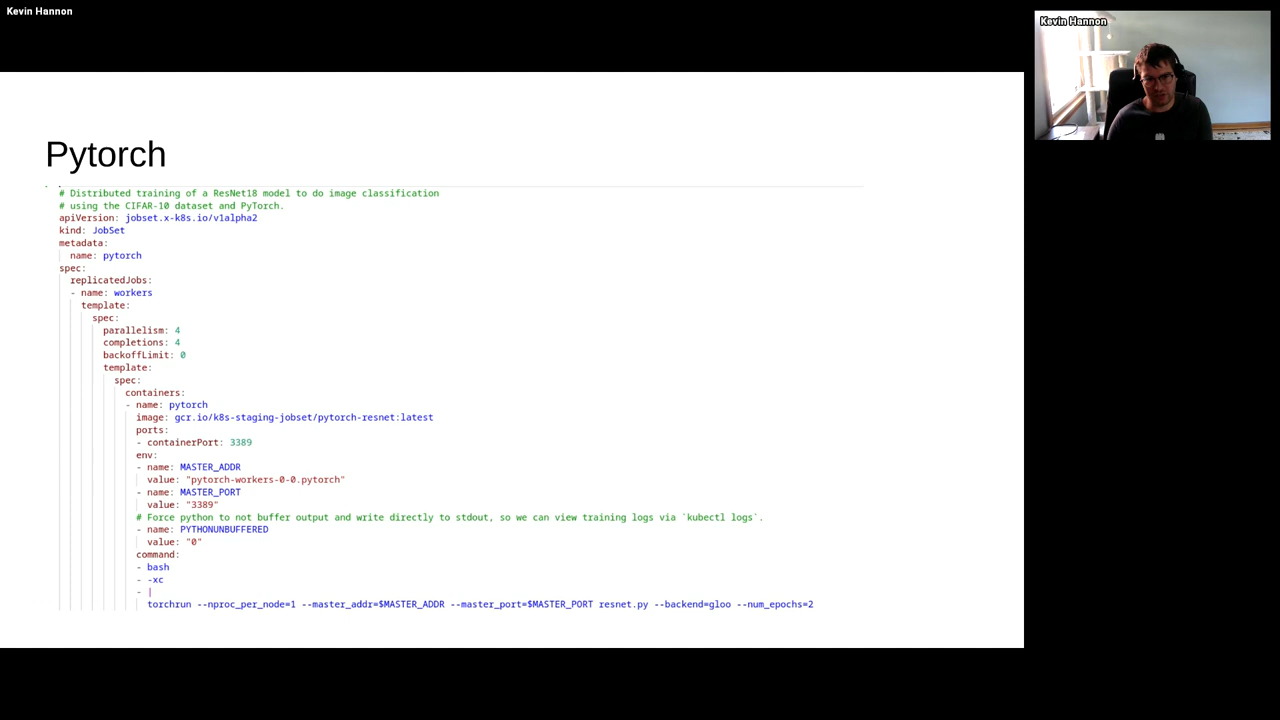 Kevin Hannon
Kevin Hannon
Pytorch
# Distributed training of a ResNet18 model to do image classification
# using the CIFAR-10 dataset and PyTorch.
apiVersion: jobset.x-k8s.io/v1alpha2
kind: JobSet
metadata:
  name: pytorch
spec:
  replicatedJobs:
  - name: workers
    template:
      spec:
        parallelism: 4
        completions: 4
        backoffLimit: 0
        template:
          spec:
            containers:
            - name: pytorch
              image: gcr.io/k8s-staging-jobset/pytorch-resnet:latest
              ports:
              - containerPort: 3389
              env:
              - name: MASTER_ADDR
                value: "pytorch-workers-0-0.pytorch"
              - name: MASTER_PORT
                value: "3389"
              # Force python to not buffer output and write directly to stdout, so we can view training logs via `kubectl logs`.
              - name: PYTHONUNBUFFERED
                value: "0"
              command:
              - bash
              - -xc
              - |
                torchrun --nproc_per_node=1 --master_addr=$MASTER_ADDR --master_port=$MASTER_PORT resnet.py --backend=gloo --num_epochs=2